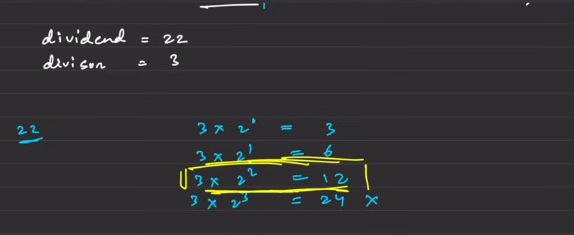 dividend = 22
divisor = 3
22
3 × 2⁰ = 3
3 × 2¹ = 6
3 × 2² = 12
3 × 2³ = 24 ×